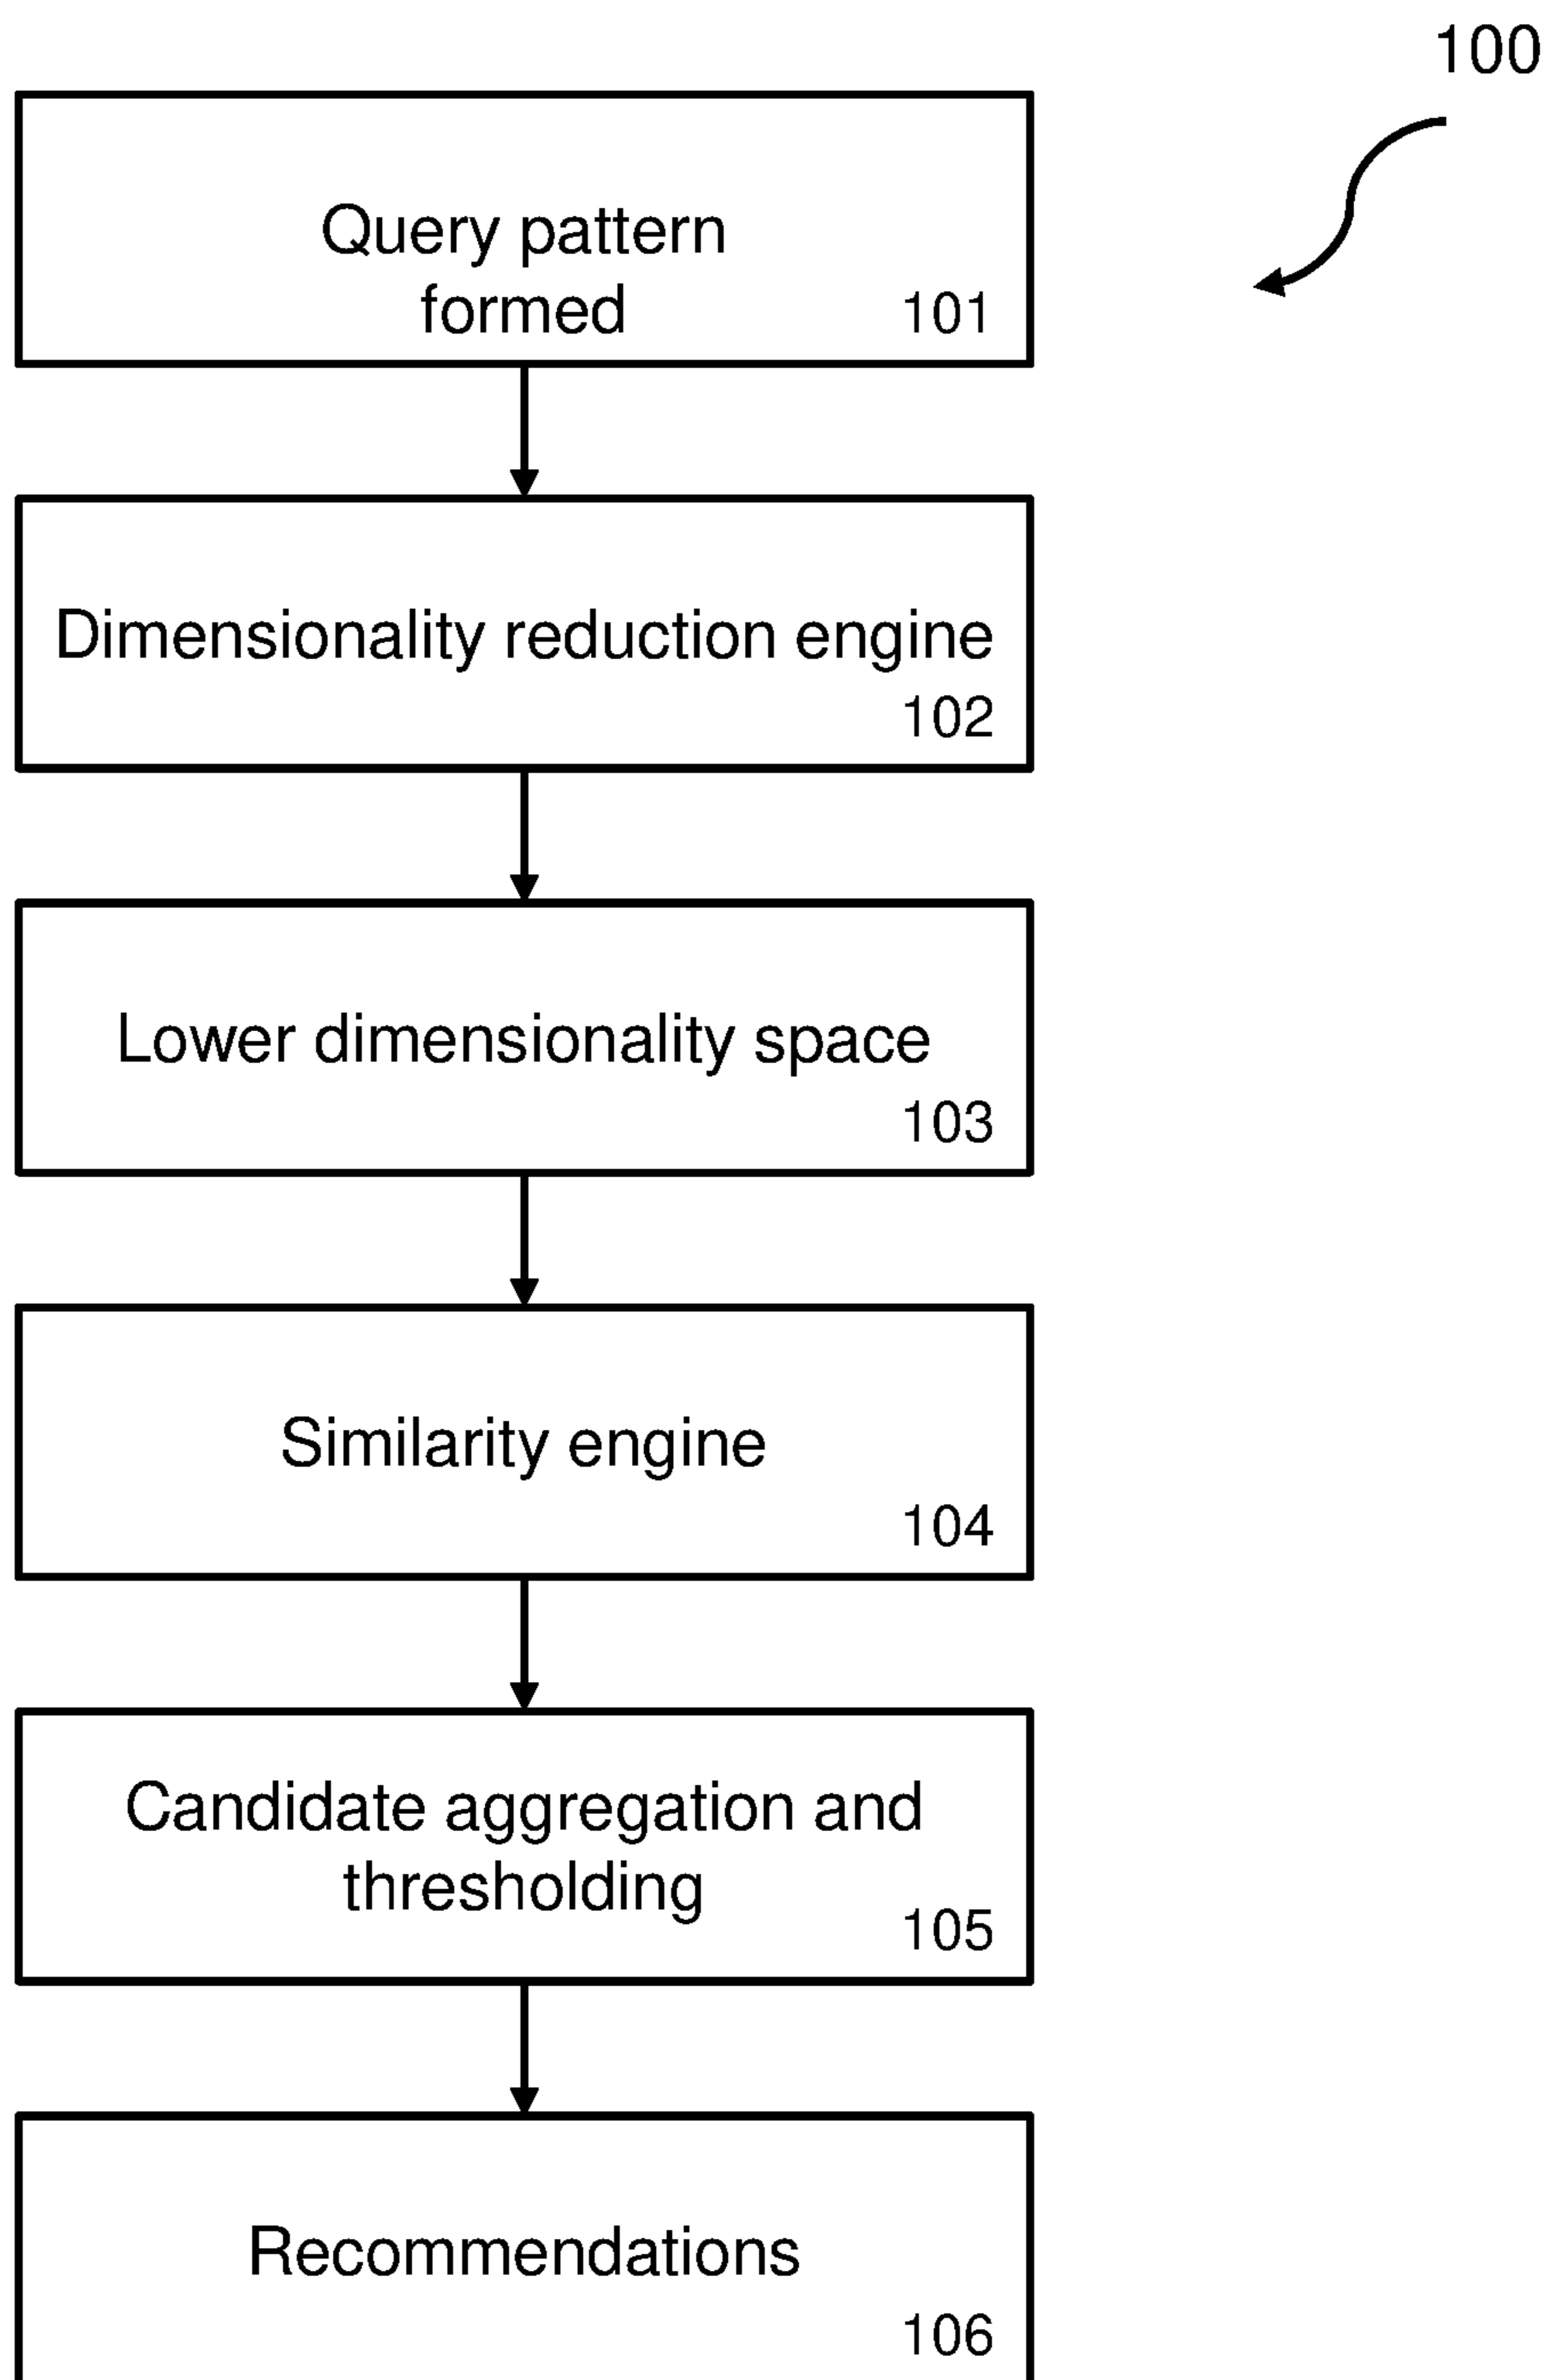 100
Query pattern
formed
101
Dimensionality reduction engine
102
Lower dimensionality space
103
Similarity engine
104
Candidate aggregation and
thresholding
105
Recommendations
106